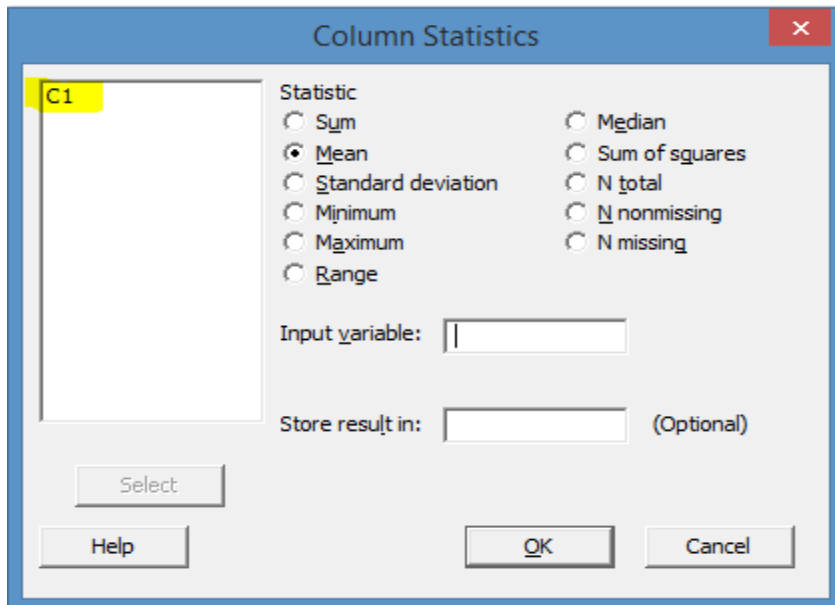 Column Statistics
C1
Statistic
Sum
Mean
Standard deviation
Minimum
Maximum
Range
Median
Sum of squares
N total
N nonmissing
N missing
Input variable:
Store result in:
(Optional)
Select
Help
OK
Cancel